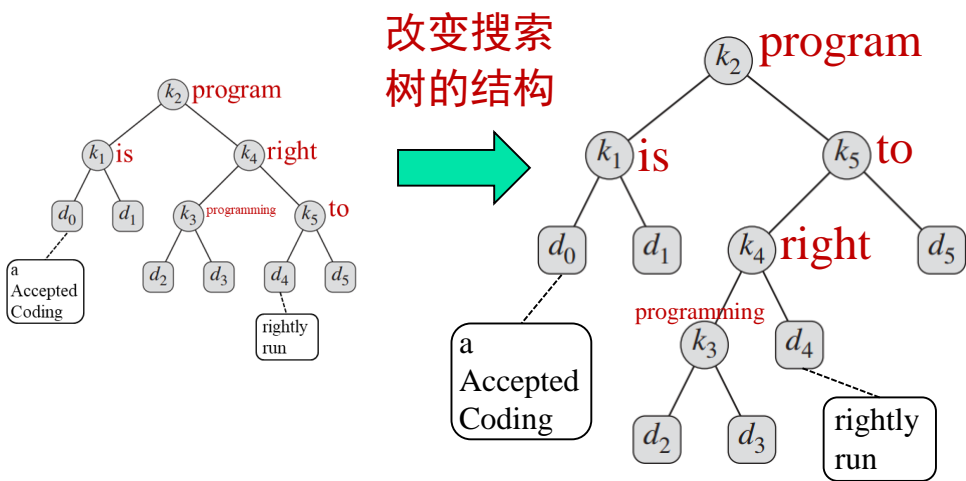 改变搜索
树的结构
k2 program
k1 is
k4 right
d0
d1
k3 programming
k5 to
d2
d3
d4
d5
a
Accepted
Coding
rightly
run
k2 program
k1 is
k5 to
d0
d1
k4 right
d5
programming
k3
d4
a
Accepted
Coding
d2
d3
rightly
run